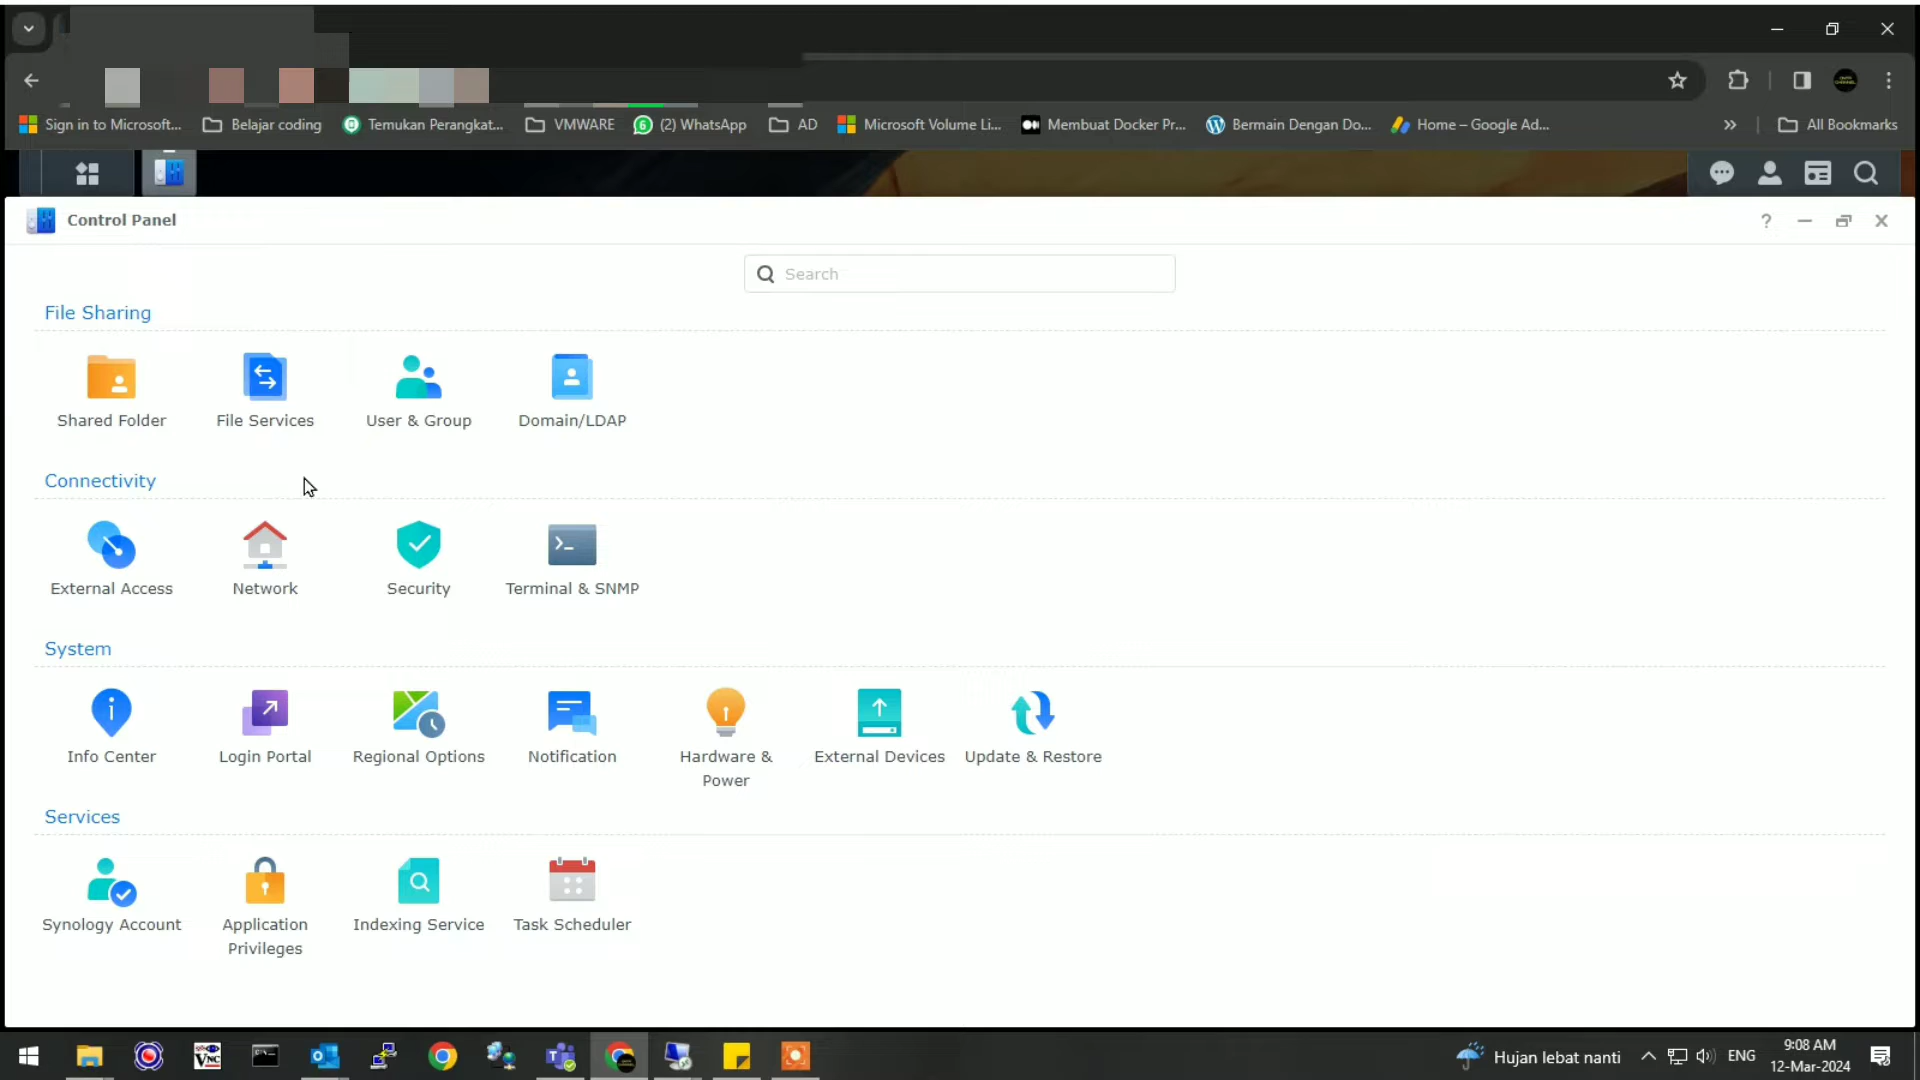 Sign in to Microsoft...
Belajar coding
Temukan Perangkat...
VMWARE
6
(2) WhatsApp
AD
Microsoft Volume Li...
Membuat Docker Pr...
Bermain Dengan Do...
Home – Google Ad...
»
All Bookmarks
Control Panel
?
Search
File Sharing
Shared Folder
File Services
User & Group
Domain/LDAP
Connectivity
External Access
Network
Security
Terminal & SNMP
System
Info Center
Login Portal
Regional Options
Notification
Hardware &
Power
External Devices
Update & Restore
Services
Synology Account
Application
Privileges
Indexing Service
Task Scheduler
Hujan lebat nanti
ENG
9:08 AM
12-Mar-2024